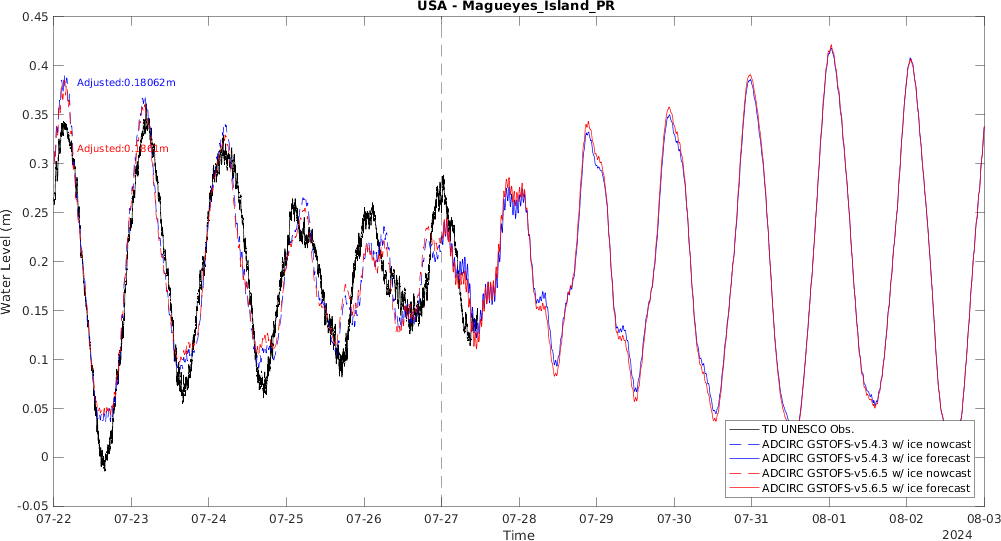 USA - Magueyes_Island_PR
0.45
0.4
0.35
0.3
0.25
0.2
0.15
0.1
0.05
0
-0.05
Water Level (m)
Adjusted:0.18062m
Adjusted:0.1861m
TD UNESCO Obs.
ADCIRC GSTOFS-v5.4.3 w/ ice nowcast
ADCIRC GSTOFS-v5.4.3 w/ ice forecast
ADCIRC GSTOFS-v5.6.5 w/ ice nowcast
ADCIRC GSTOFS-v5.6.5 w/ ice forecast
07-22 07-23 07-24 07-25 07-26 07-27 07-28 07-29 07-30 07-31 08-01 08-02 08-03
Time
2024